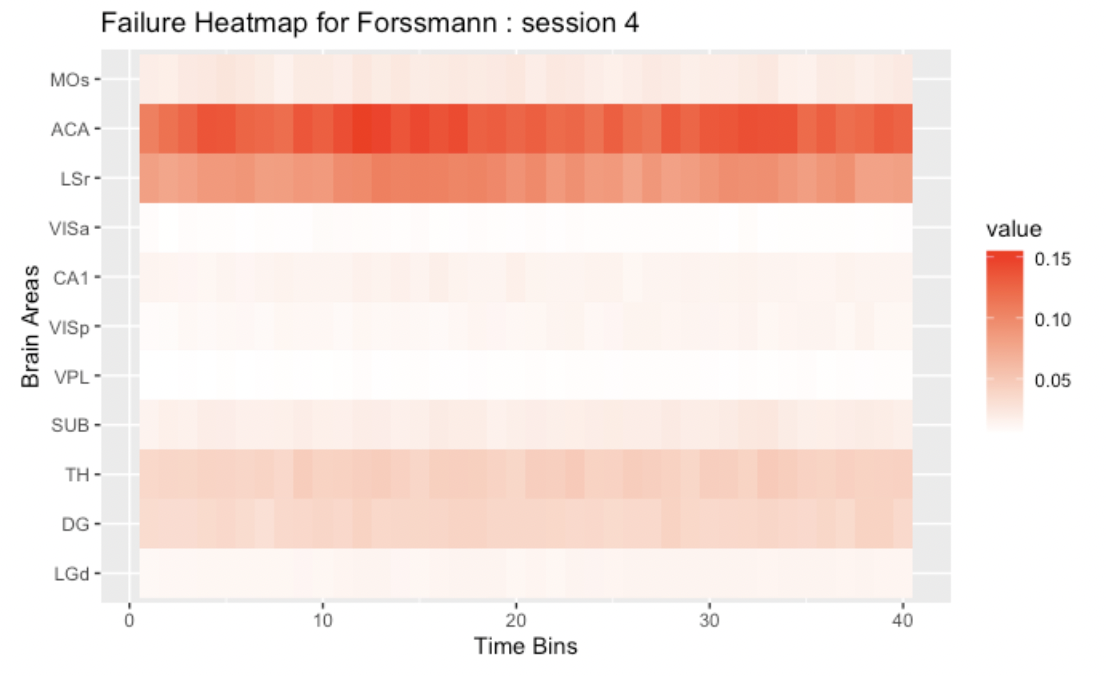 Failure Heatmap for Forssmann : session 4
MOs
ACA
LSr
VISa
CA1
VISp
VPL
SUB
TH
DG
LGd
Brain Areas
0 10 20 30 40
Time Bins
value
0.15
0.10
0.05